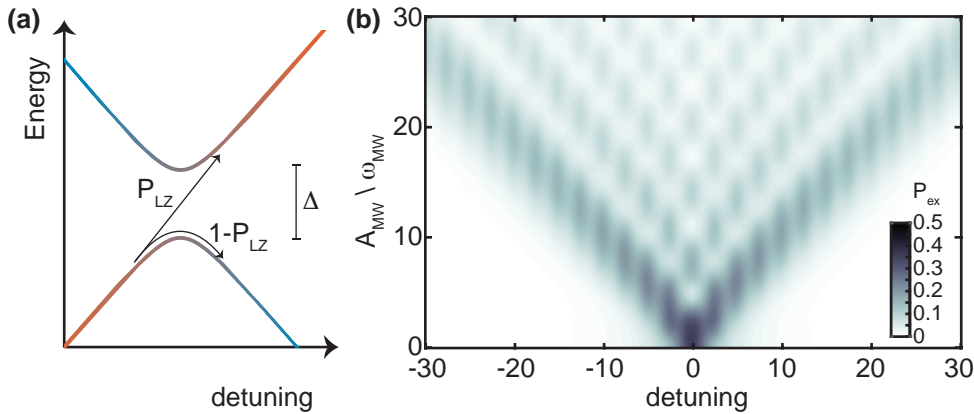 (a)
Energy
P_LZ
1-P_LZ
Δ
detuning
(b)
A_MW \ ω_MW
30
20
10
0
-30
-20
-10
0
10
20
30
detuning
P_ex
0.5
0.4
0.3
0.2
0.1
0